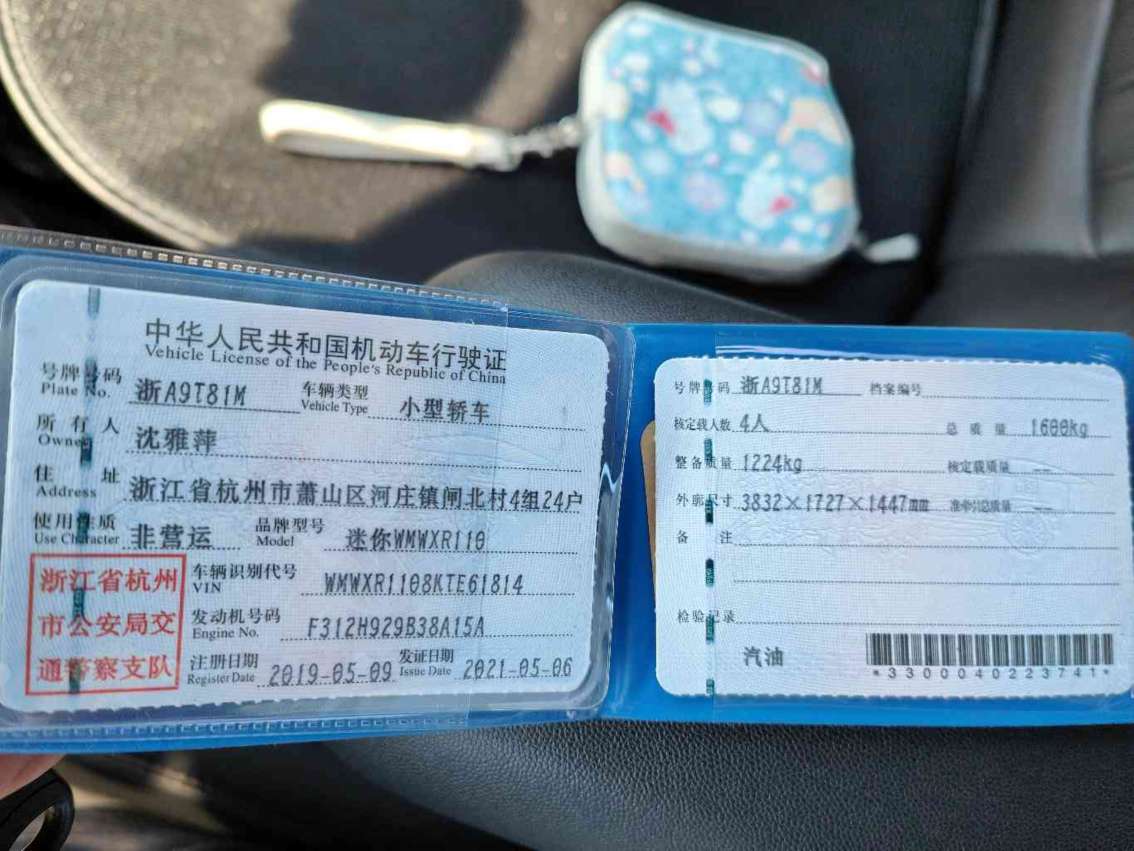 中华人民共和国机动车行驶证
Vehicle License of the People's Republic of China
号牌号码 浙A9T81M 车辆类型 小型轿车
Plate No. Vehicle Type
所有人 沈雅萍
Owner
住址 浙江省杭州市萧山区河庄镇闸北村4组24户
Address
使用性质 非营运 品牌型号 迷你WMWXR110
Use Character Model
浙江省杭州
市公安局交
通警察支队
车辆识别代号 WMWXR1108KTE61814
VIN
发动机号码 F312H929B38A15A
Engine No.
注册日期 2019-05-09 发证日期 2021-05-06
Register Date Issue Date
号牌号码 浙A9T81M 档案编号
核定载人数 4人 总质量 1600kg
整备质量 1224kg 核定载质量 --
外廓尺寸 3832×1727×1447mm 准牵引总质量 --
备注
检验记录
汽油
*3300040223741*